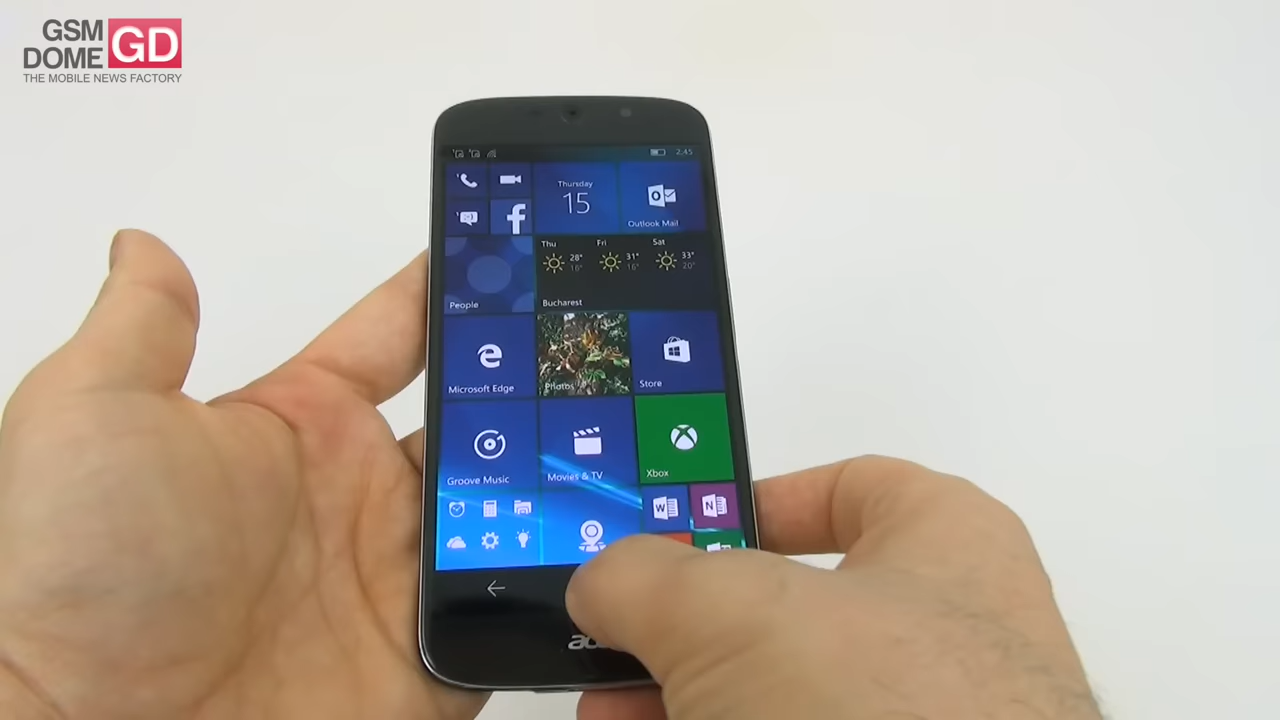 GSM
DOME GD
THE MOBILE NEWS FACTORY
2:45
Thursday
15
Outlook Mail
Thu Fri Sat
28° 31° 33°
16° 16° 20°
People
Bucharest
Microsoft Edge
Photos
Store
Groove Music
Movies & TV
Xbox
W
N